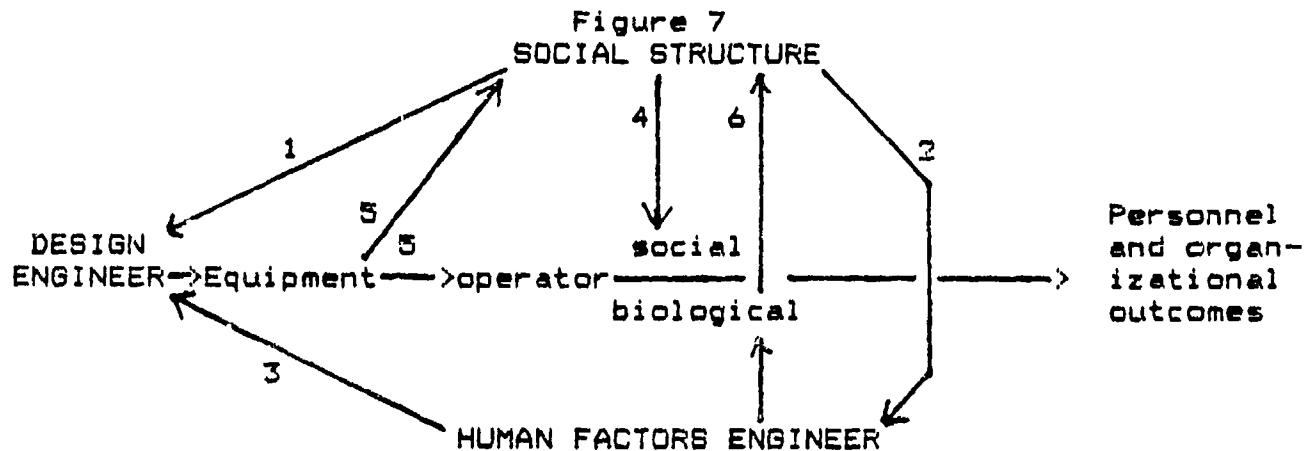 Figure 7
SOCIAL STRUCTURE
4
6
1
2
5
DESIGN
5
social
Personnel
and organ-
ENGINEER
Equipment
operator
izational
biological
outcomes
3
HUMAN FACTORS ENGINEER